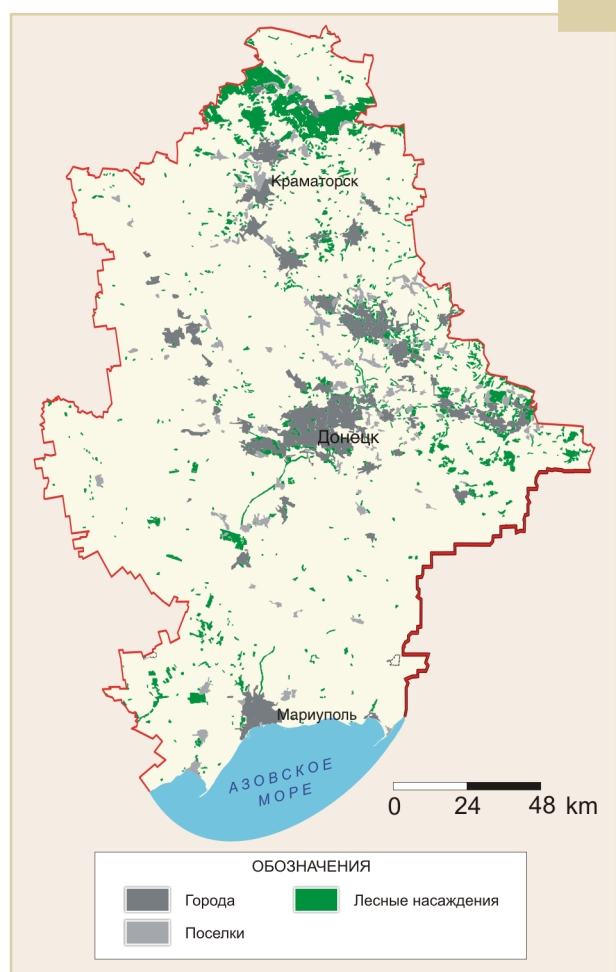 Краматорск
Донецк
Мариуполь
АЗОВСКОЕ
МОРЕ
0 24 48 km
ОБОЗНАЧЕНИЯ
Города
Лесные насаждения
Поселки